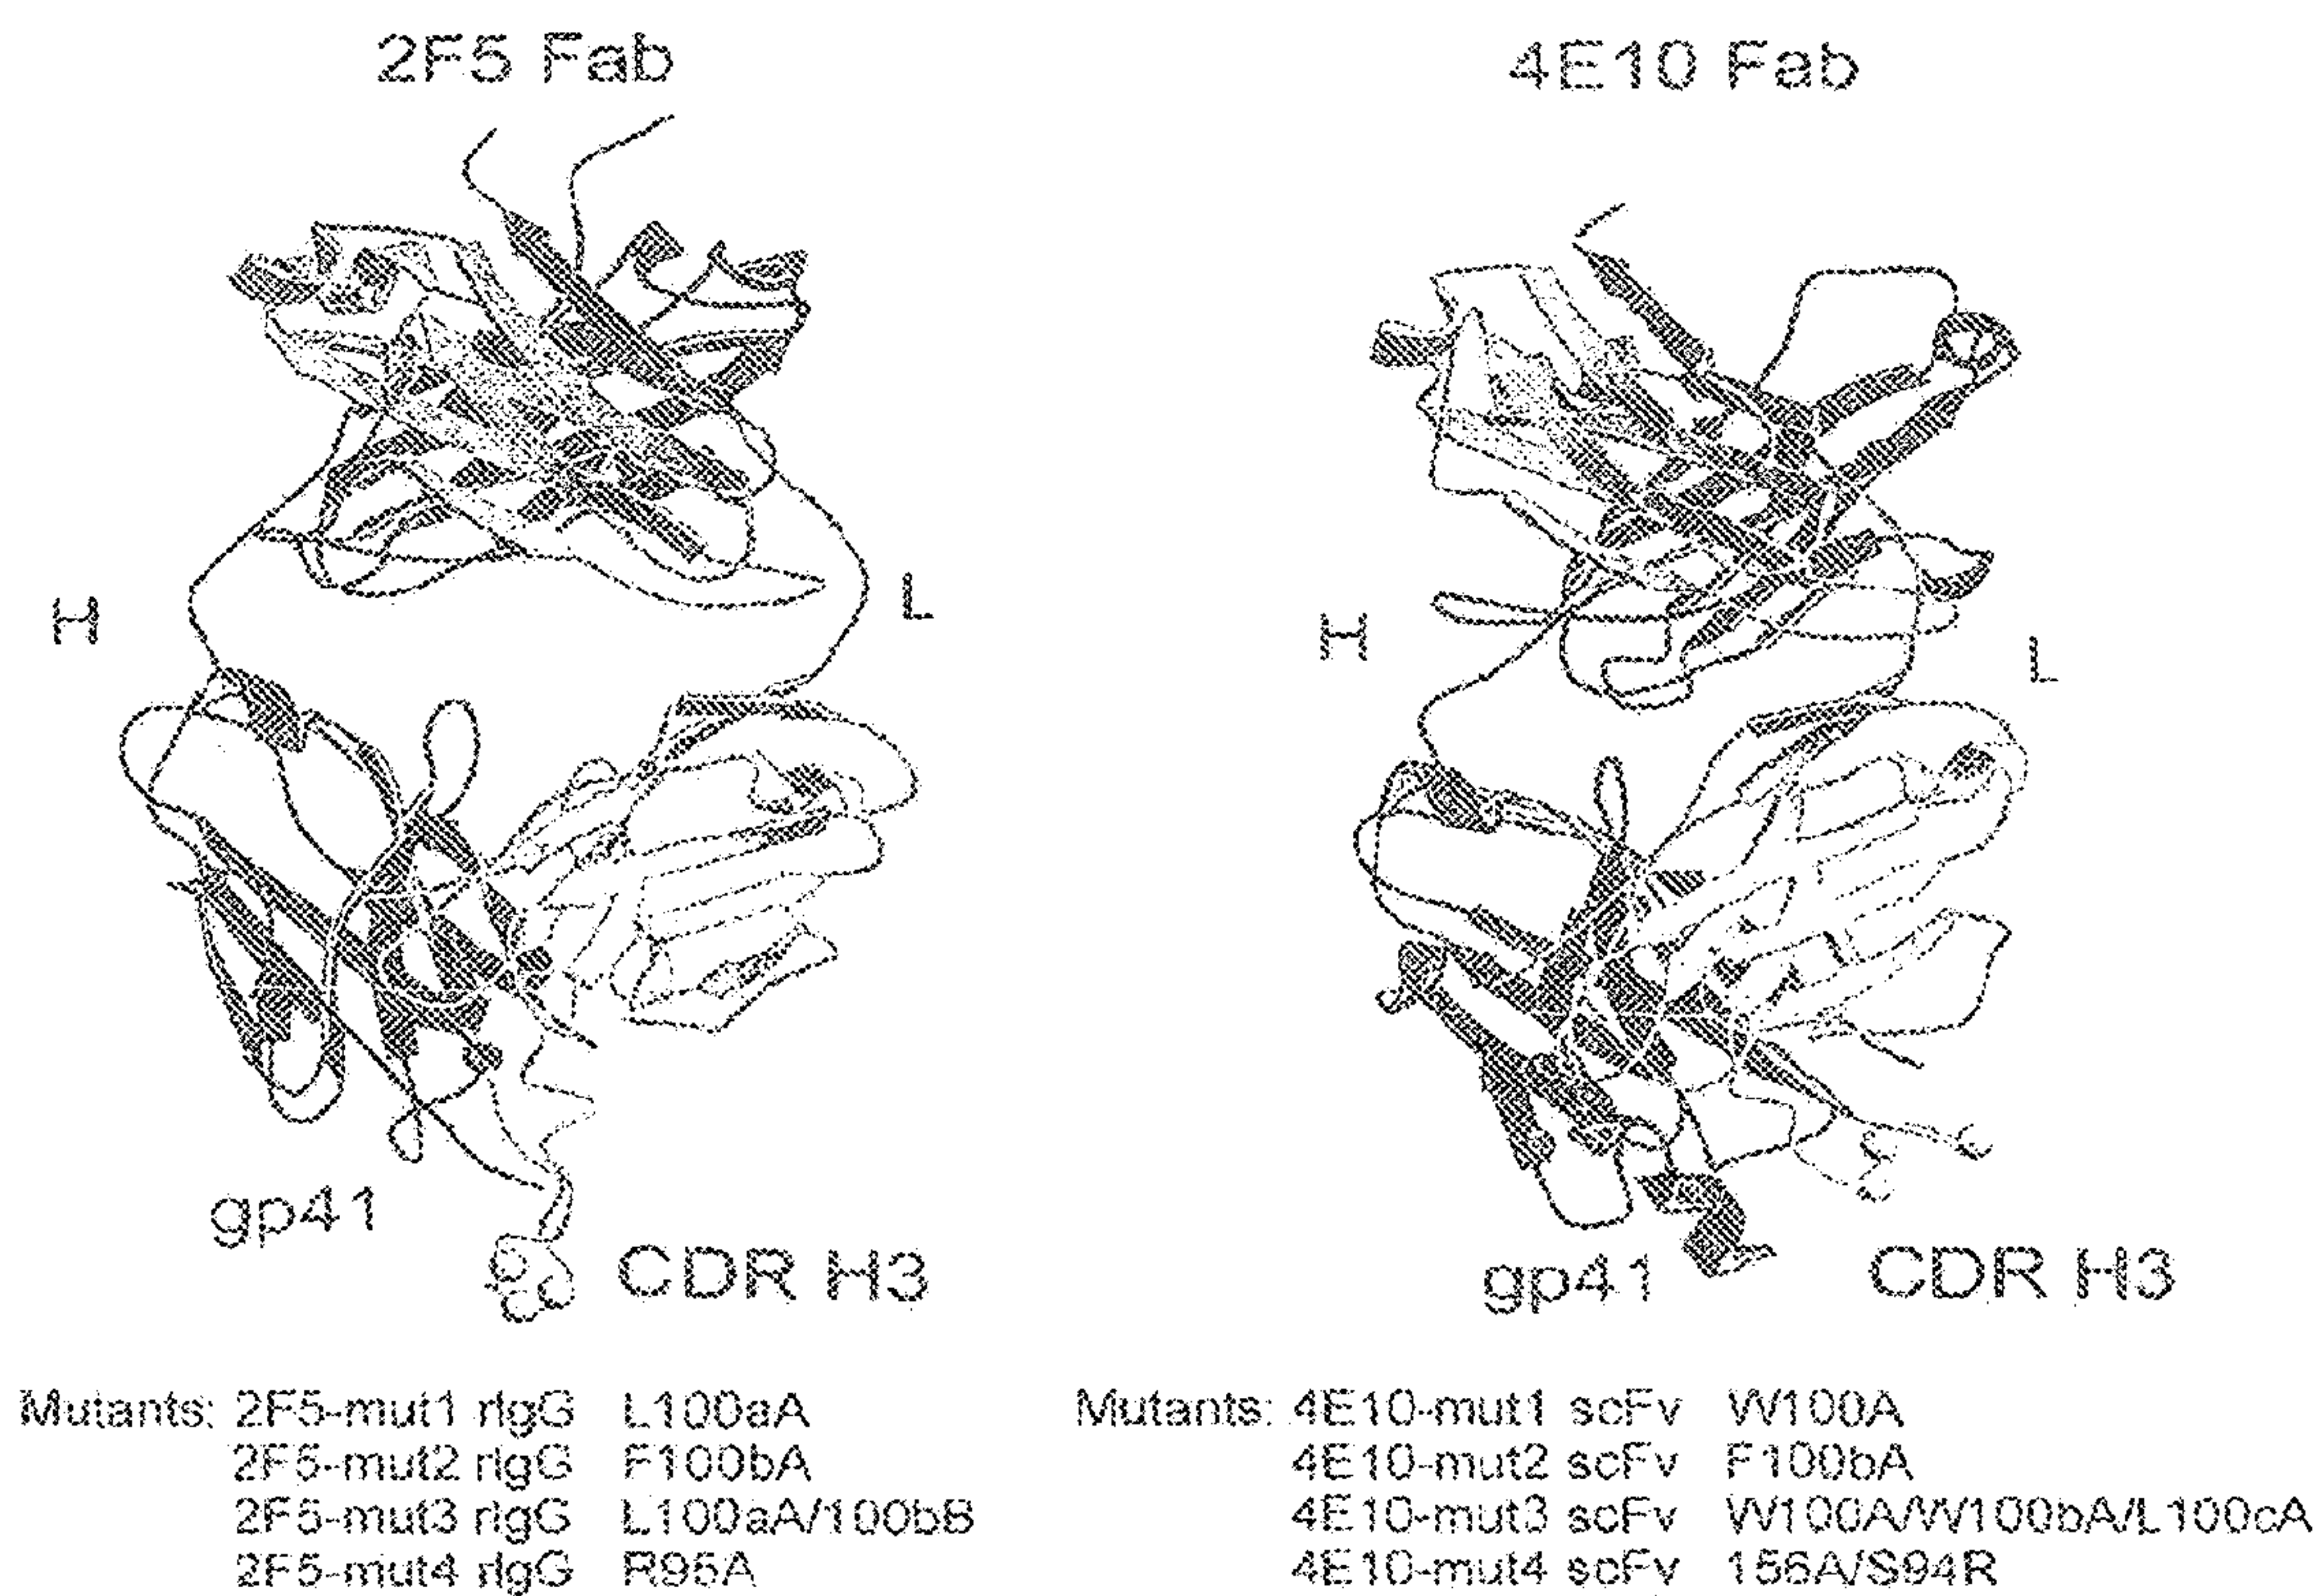 2F5 Fab
4E10 Fab
H
L
H
L
gp41
CDR H3
gp41
CDR H3
Mutants: 2F5-mut1 rIgG L100aA
2F5-mut2 rIgG F100bA
2F5-mut3 rIgG L100aA/100bB
2F5-mut4 rIgG R95A
Mutants: 4E10-mut1 scFv W100A
4E10-mut2 scFv F100bA
4E10-mut3 scFv W100A/W100bA/L100cA
4E10-mut4 scFv 156A/S94R